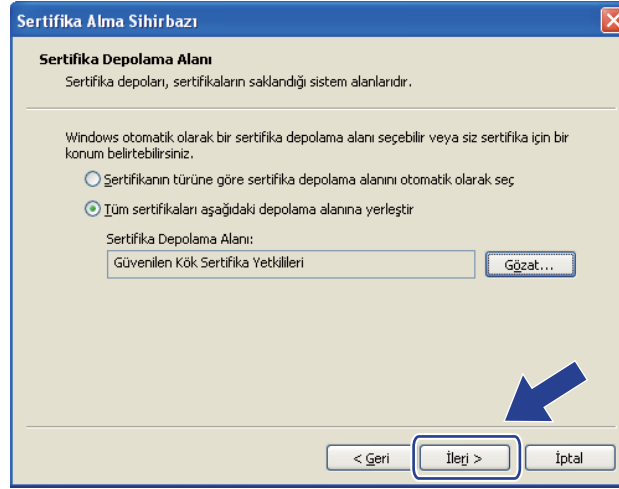 Sertifika Alma Sihirbazı
Sertifika Depolama Alanı
Sertifika depoları, sertifikaların saklandığı sistem alanlarıdır.
Windows otomatik olarak bir sertifika depolama alanı seçebilir veya siz sertifika için bir
konum belirtebilirsiniz.
Sertifikanın türüne göre sertifika depolama alanını otomatik olarak seç
Tüm sertifikaları aşağıdaki depolama alanına yerleştir
Sertifika Depolama Alanı:
Güvenilen Kök Sertifika Yetkilileri
Gözat...
< Geri İleri > İptal